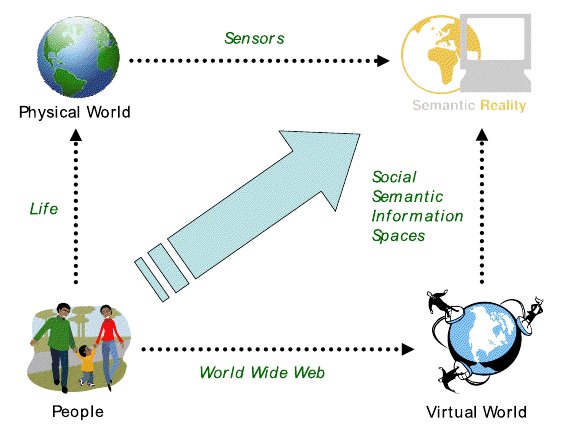 Sensors
Semantic Reality
Physical World
Life
Social
Semantic
Information
Spaces
World Wide Web
People
Virtual World